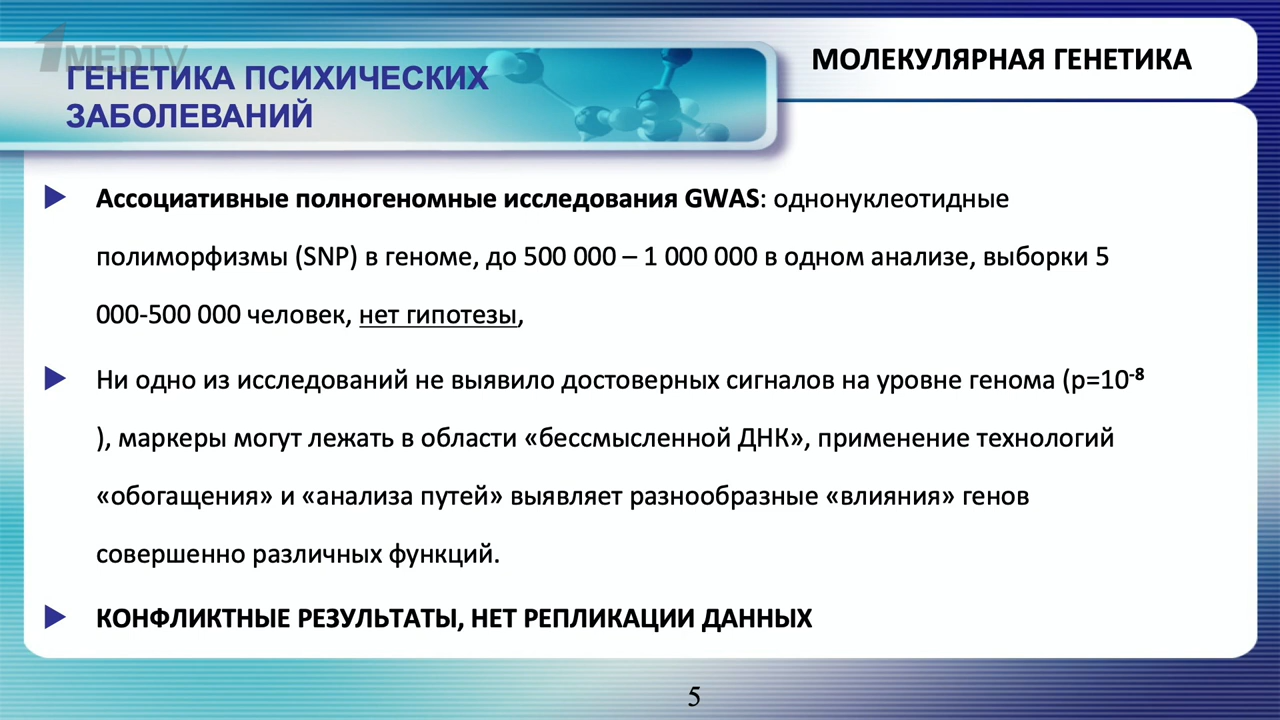 1MEDTV
ГЕНЕТИКА ПСИХИЧЕСКИХ
ЗАБОЛЕВАНИЙ
МОЛЕКУЛЯРНАЯ ГЕНЕТИКА
Ассоциативные полногеномные исследования GWAS: однонуклеотидные
полиморфизмы (SNP) в геноме, до 500 000 – 1 000 000 в одном анализе, выборки 5
000-500 000 человек, нет гипотезы,
Ни одно из исследований не выявило достоверных сигналов на уровне генома (p=10⁻⁸
), маркеры могут лежать в области «бессмысленной ДНК», применение технологий
«обогащения» и «анализа путей» выявляет разнообразные «влияния» генов
совершенно различных функций.
КОНФЛИКТНЫЕ РЕЗУЛЬТАТЫ, НЕТ РЕПЛИКАЦИИ ДАННЫХ
5